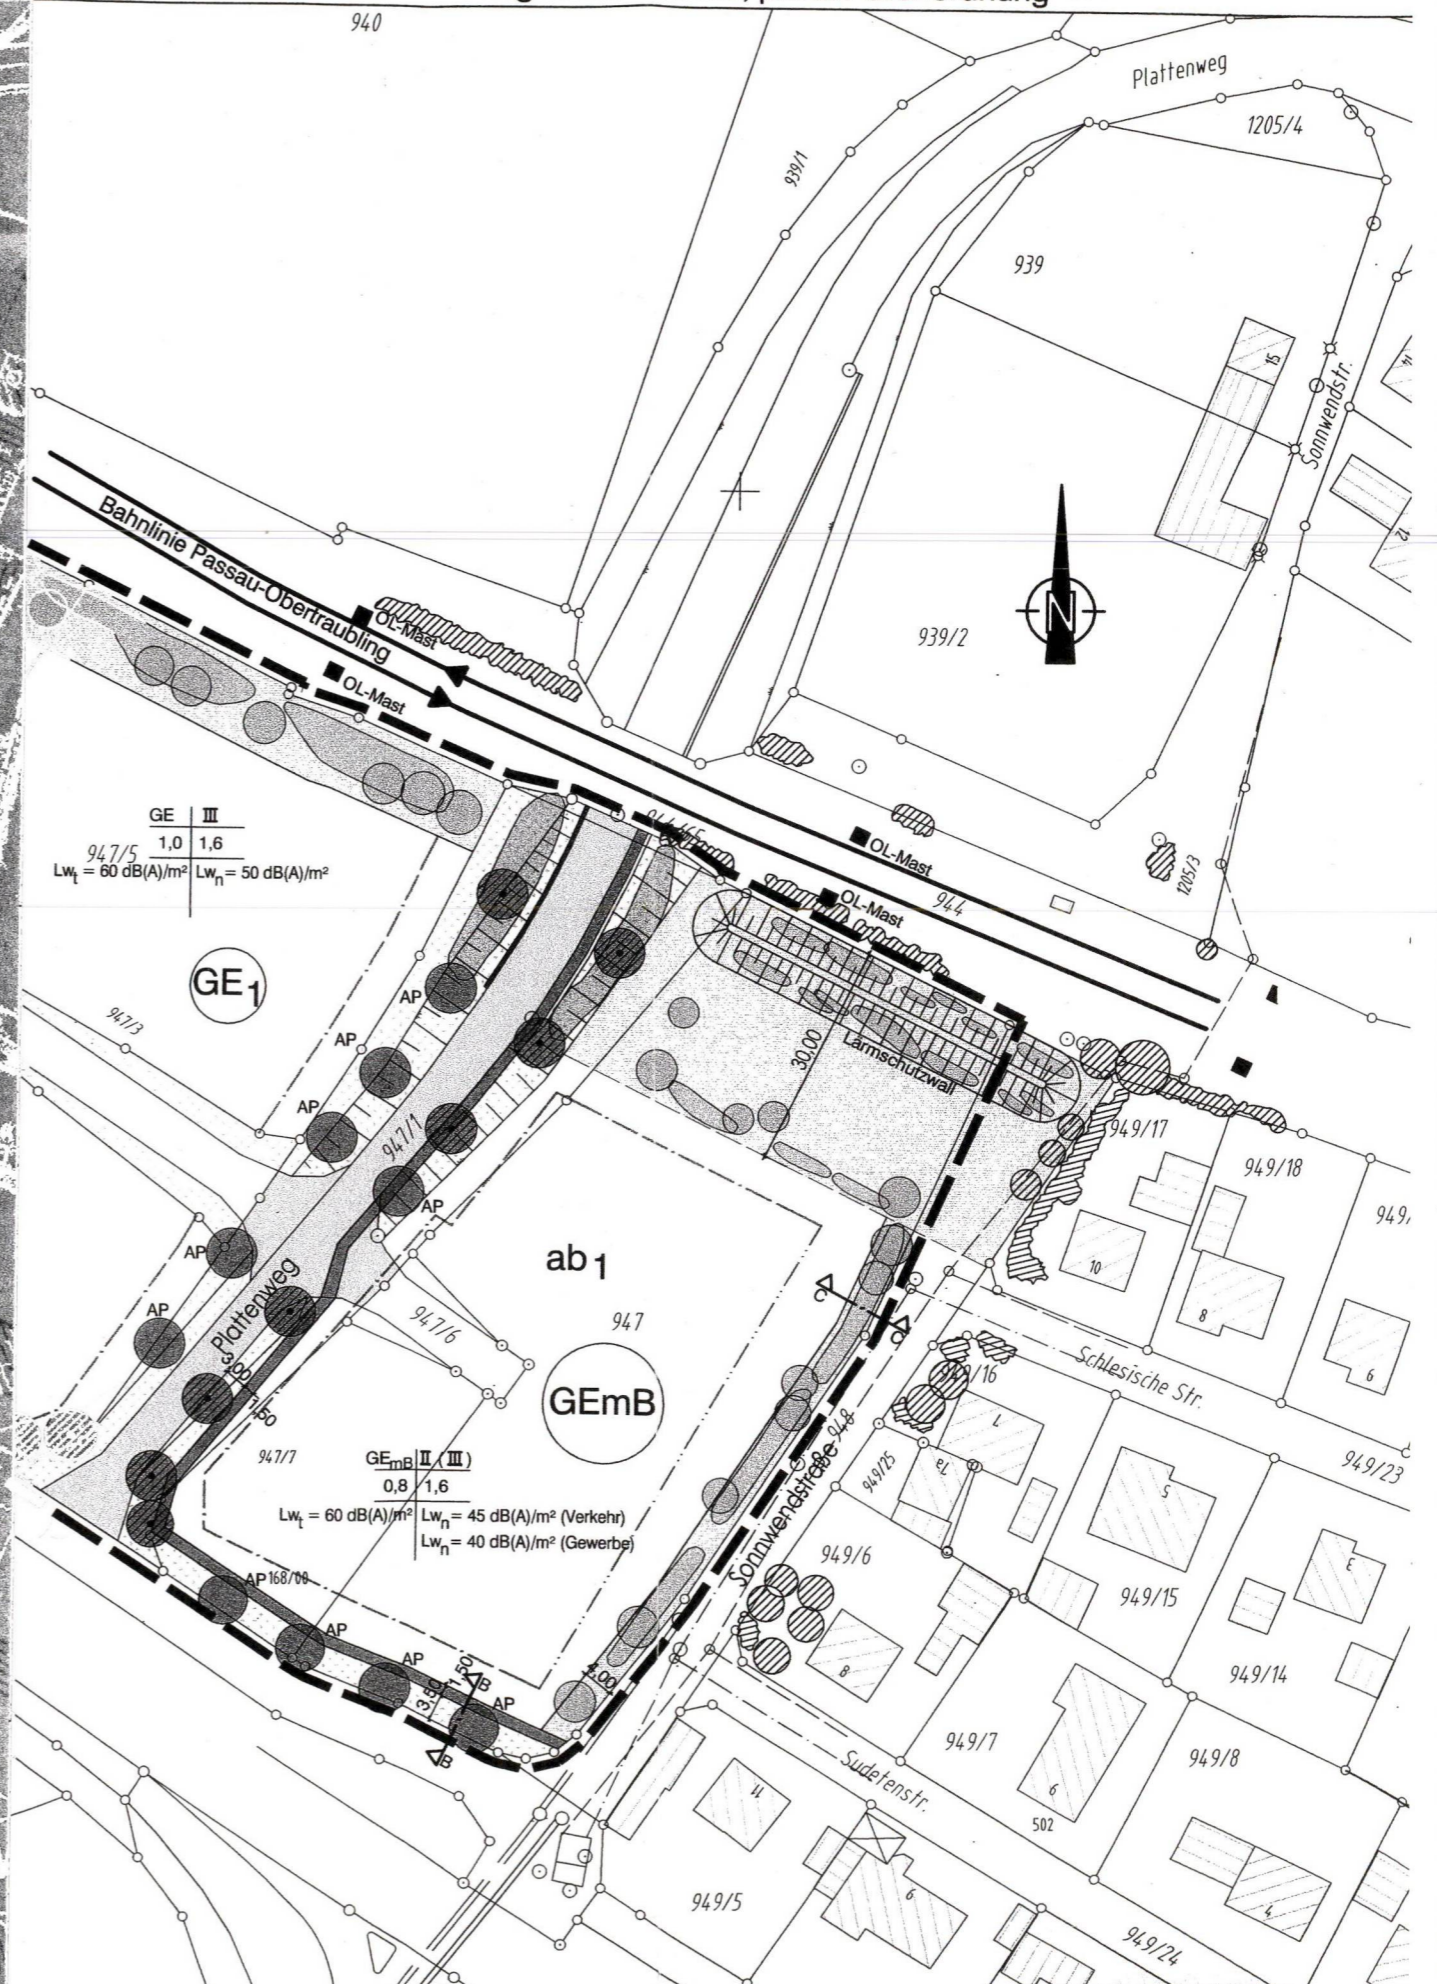 940
Plattenweg
1205/4
939/1
939
15
Sonnwendstr.
14
12
Bahnlinie Passau-Obertraubling
OL-Mast
OL-Mast
939/2
N
GE III
1,0 1,6
947/5
Lwt = 60 dB(A)/m² Lwn = 50 dB(A)/m²
OL-Mast
OL-Mast
944
1205/3
GE1
947/3
AP
AP
AP
30,00
Lärmschutzwall
947/1
949/17
949/18
949/
AP
AP
ab1
10
8
6
947
947/6
Plattenweg
AP
C
C
Schlesische Str.
949/16
3,00
1,50
GEmB
7
948
949/25
7a
5
949/23
947/7
GEmB II (III)
0,8 1,6
Lwt = 60 dB(A)/m² Lwn = 45 dB(A)/m² (Verkehr)
Lwn = 40 dB(A)/m² (Gewerbe)
Sonnwendstraße
949/6
3
949/15
AP
168/00
AP
AP
8
949/14
3,50
1,50
B
AP
4,00
B
949/7
949/8
Sudetenstr.
11
9
502
949/5
9
4
949/24